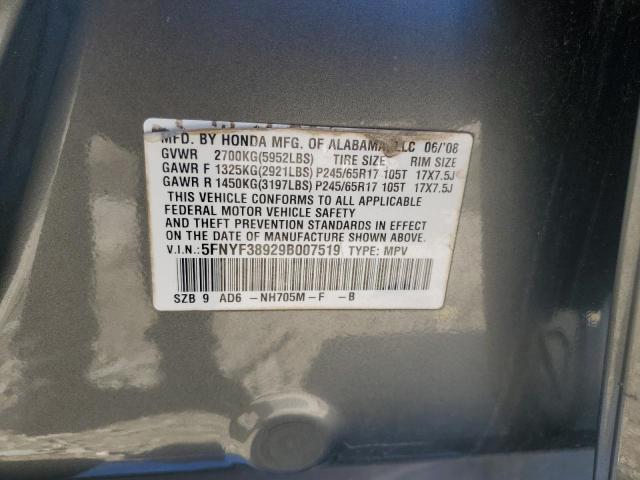 MFD. BY HONDA MFG. OF ALABAMA, LLC 06/'08
GVWR 2700KG(5952LBS) TIRE SIZE RIM SIZE
GAWR F 1325KG(2921LBS) P245/65R17 105T 17X7.5J
GAWR R 1450KG(3197LBS) P245/65R17 105T 17X7.5J
THIS VEHICLE CONFORMS TO ALL APPLICABLE
FEDERAL MOTOR VEHICLE SAFETY
AND THEFT PREVENTION STANDARDS IN EFFECT ON
THE DATE OF MANUFACTURE SHOWN ABOVE.
V.I.N.: 5FNYF38929B007519 TYPE: MPV
SZB 9 AD6 -NH705M-F -B